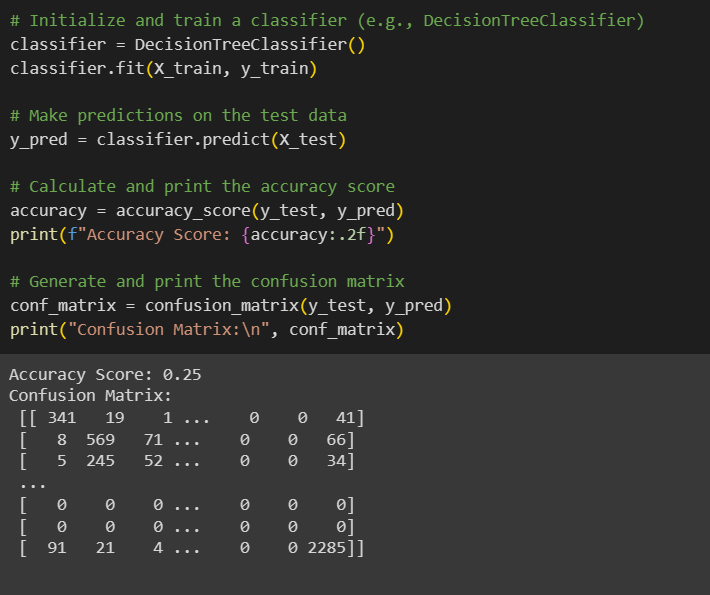 # Initialize and train a classifier (e.g., DecisionTreeClassifier)
classifier = DecisionTreeClassifier()
classifier.fit(X_train, y_train)
# Make predictions on the test data
y_pred = classifier.predict(X_test)
# Calculate and print the accuracy score
accuracy = accuracy_score(y_test, y_pred)
print(f"Accuracy Score: {accuracy:.2f}")
# Generate and print the confusion matrix
conf_matrix = confusion_matrix(y_test, y_pred)
print("Confusion Matrix:\n", conf_matrix)
Accuracy Score: 0.25
Confusion Matrix:
[[ 341   19    1 ...    0    0   41]
[   8  569   71 ...    0    0   66]
[   5  245   52 ...    0    0   34]
...
[   0    0    0 ...    0    0    0]
[   0    0    0 ...    0    0    0]
[  91   21    4 ...    0    0 2285]]